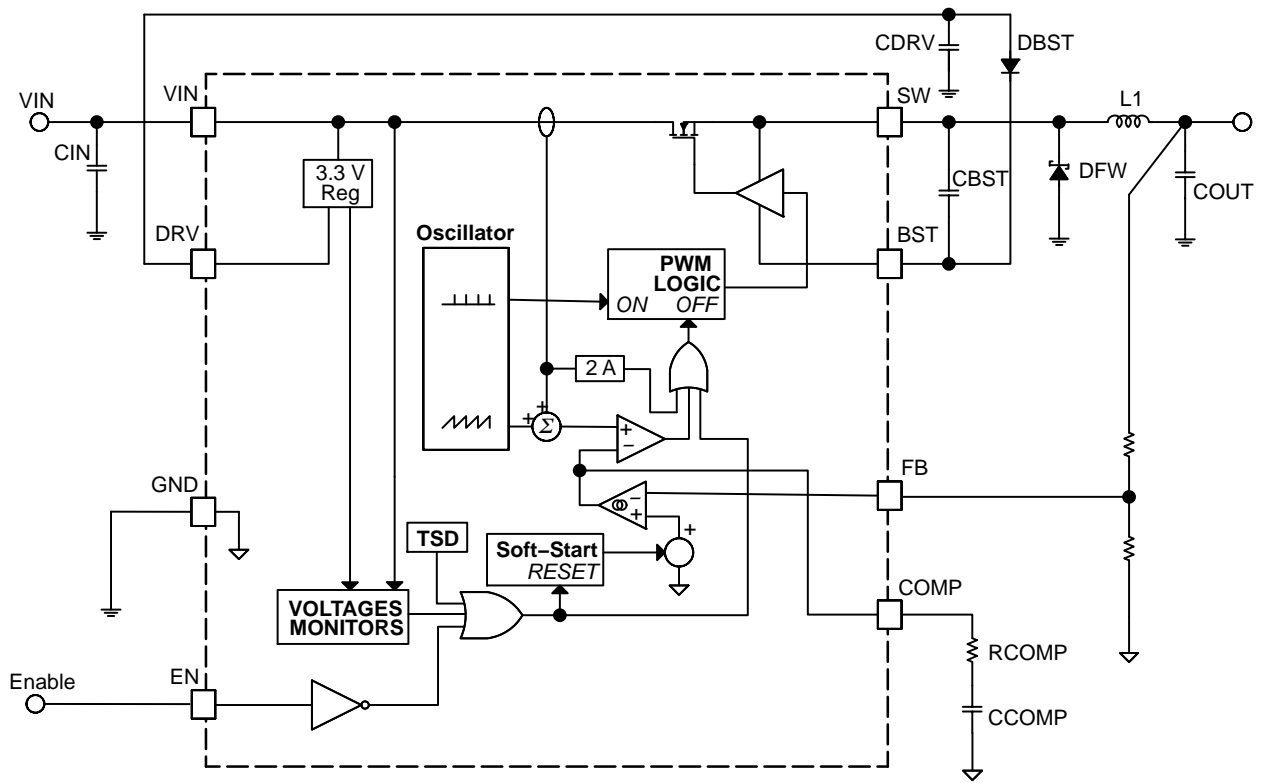 CDRV
DBST
VIN
VIN
SW
L1
CIN
3.3 V
Reg
CBST
DFW
COUT
DRV
Oscillator
BST
PWM
LOGIC
ON OFF
2 A
+
+
Σ
+
−
GND
FB
−
+
+
TSD
Soft−Start
RESET
COMP
VOLTAGES
MONITORS
RCOMP
Enable
EN
CCOMP